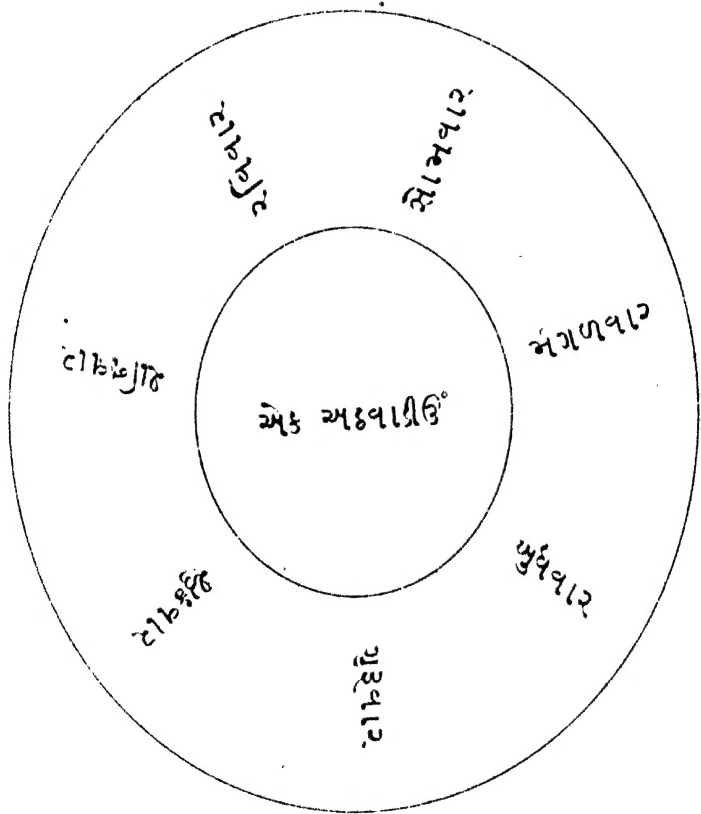 રવિવાર
સોમવાર
મંગળવાર
બુધવાર
ગુરૂવાર
શુક્રવાર
શનિવાર
એક અઠવાડીઉં